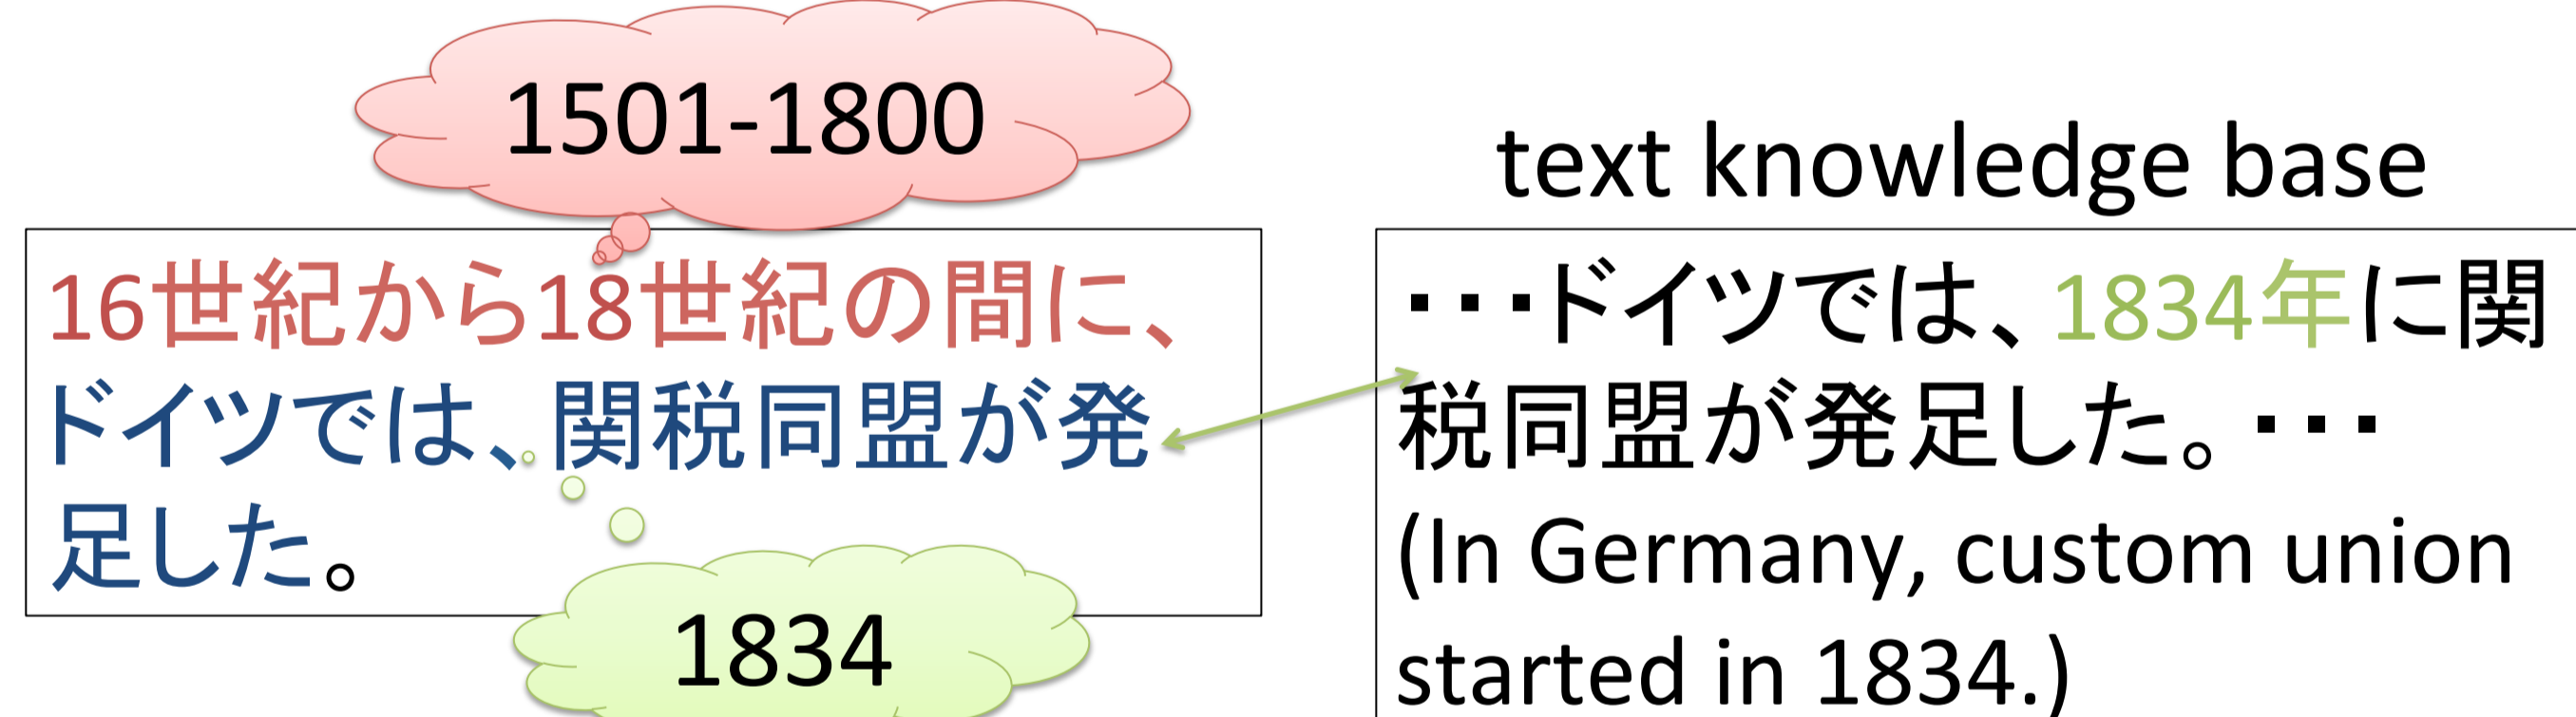 1501-1800
16世紀から18世紀の間に、
ドイツでは、関税同盟が発
足した。
1834
text knowledge base
・・・ドイツでは、1834年に関
税同盟が発足した。・・・
(In Germany, custom union
started in 1834.)